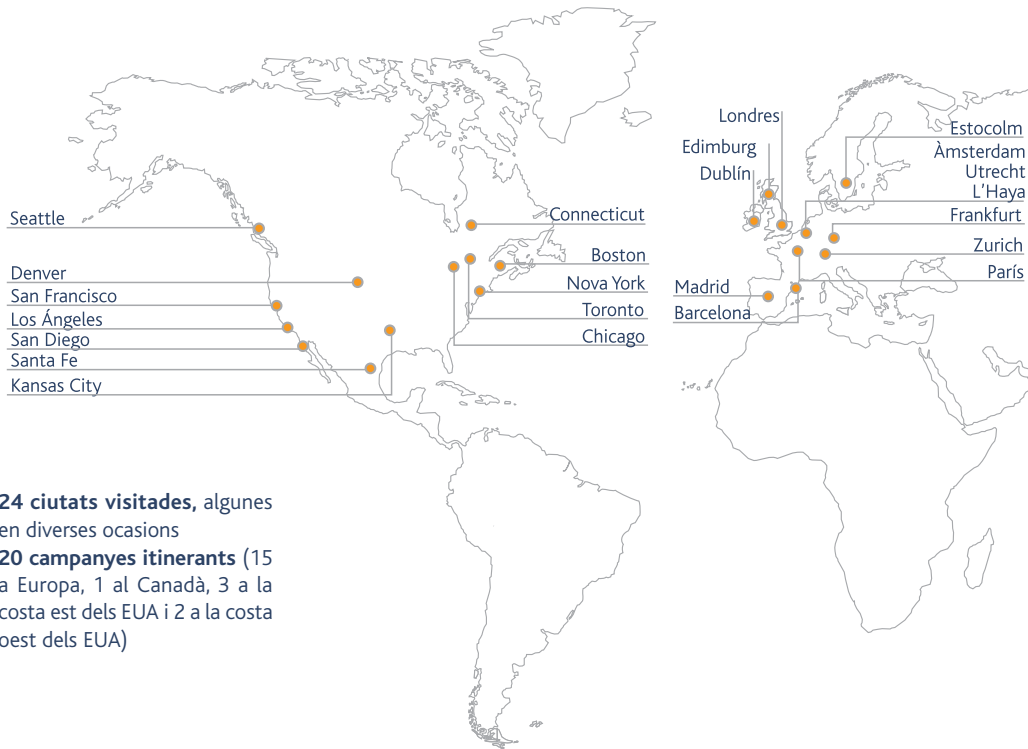 Seattle
Denver
San Francisco
Los Ángeles
San Diego
Santa Fe
Kansas City
Connecticut
Boston
Nova York
Toronto
Chicago
Londres
Edimburg
Dublín
Madrid
Barcelona
Estocolm
Àmsterdam
Utrecht
L'Haya
Frankfurt
Zurich
París
24 ciutats visitades, algunes
en diverses ocasions
20 campanyes itinerants (15
a Europa, 1 al Canadà, 3 a la
costa est dels EUA i 2 a la costa
oest dels EUA)